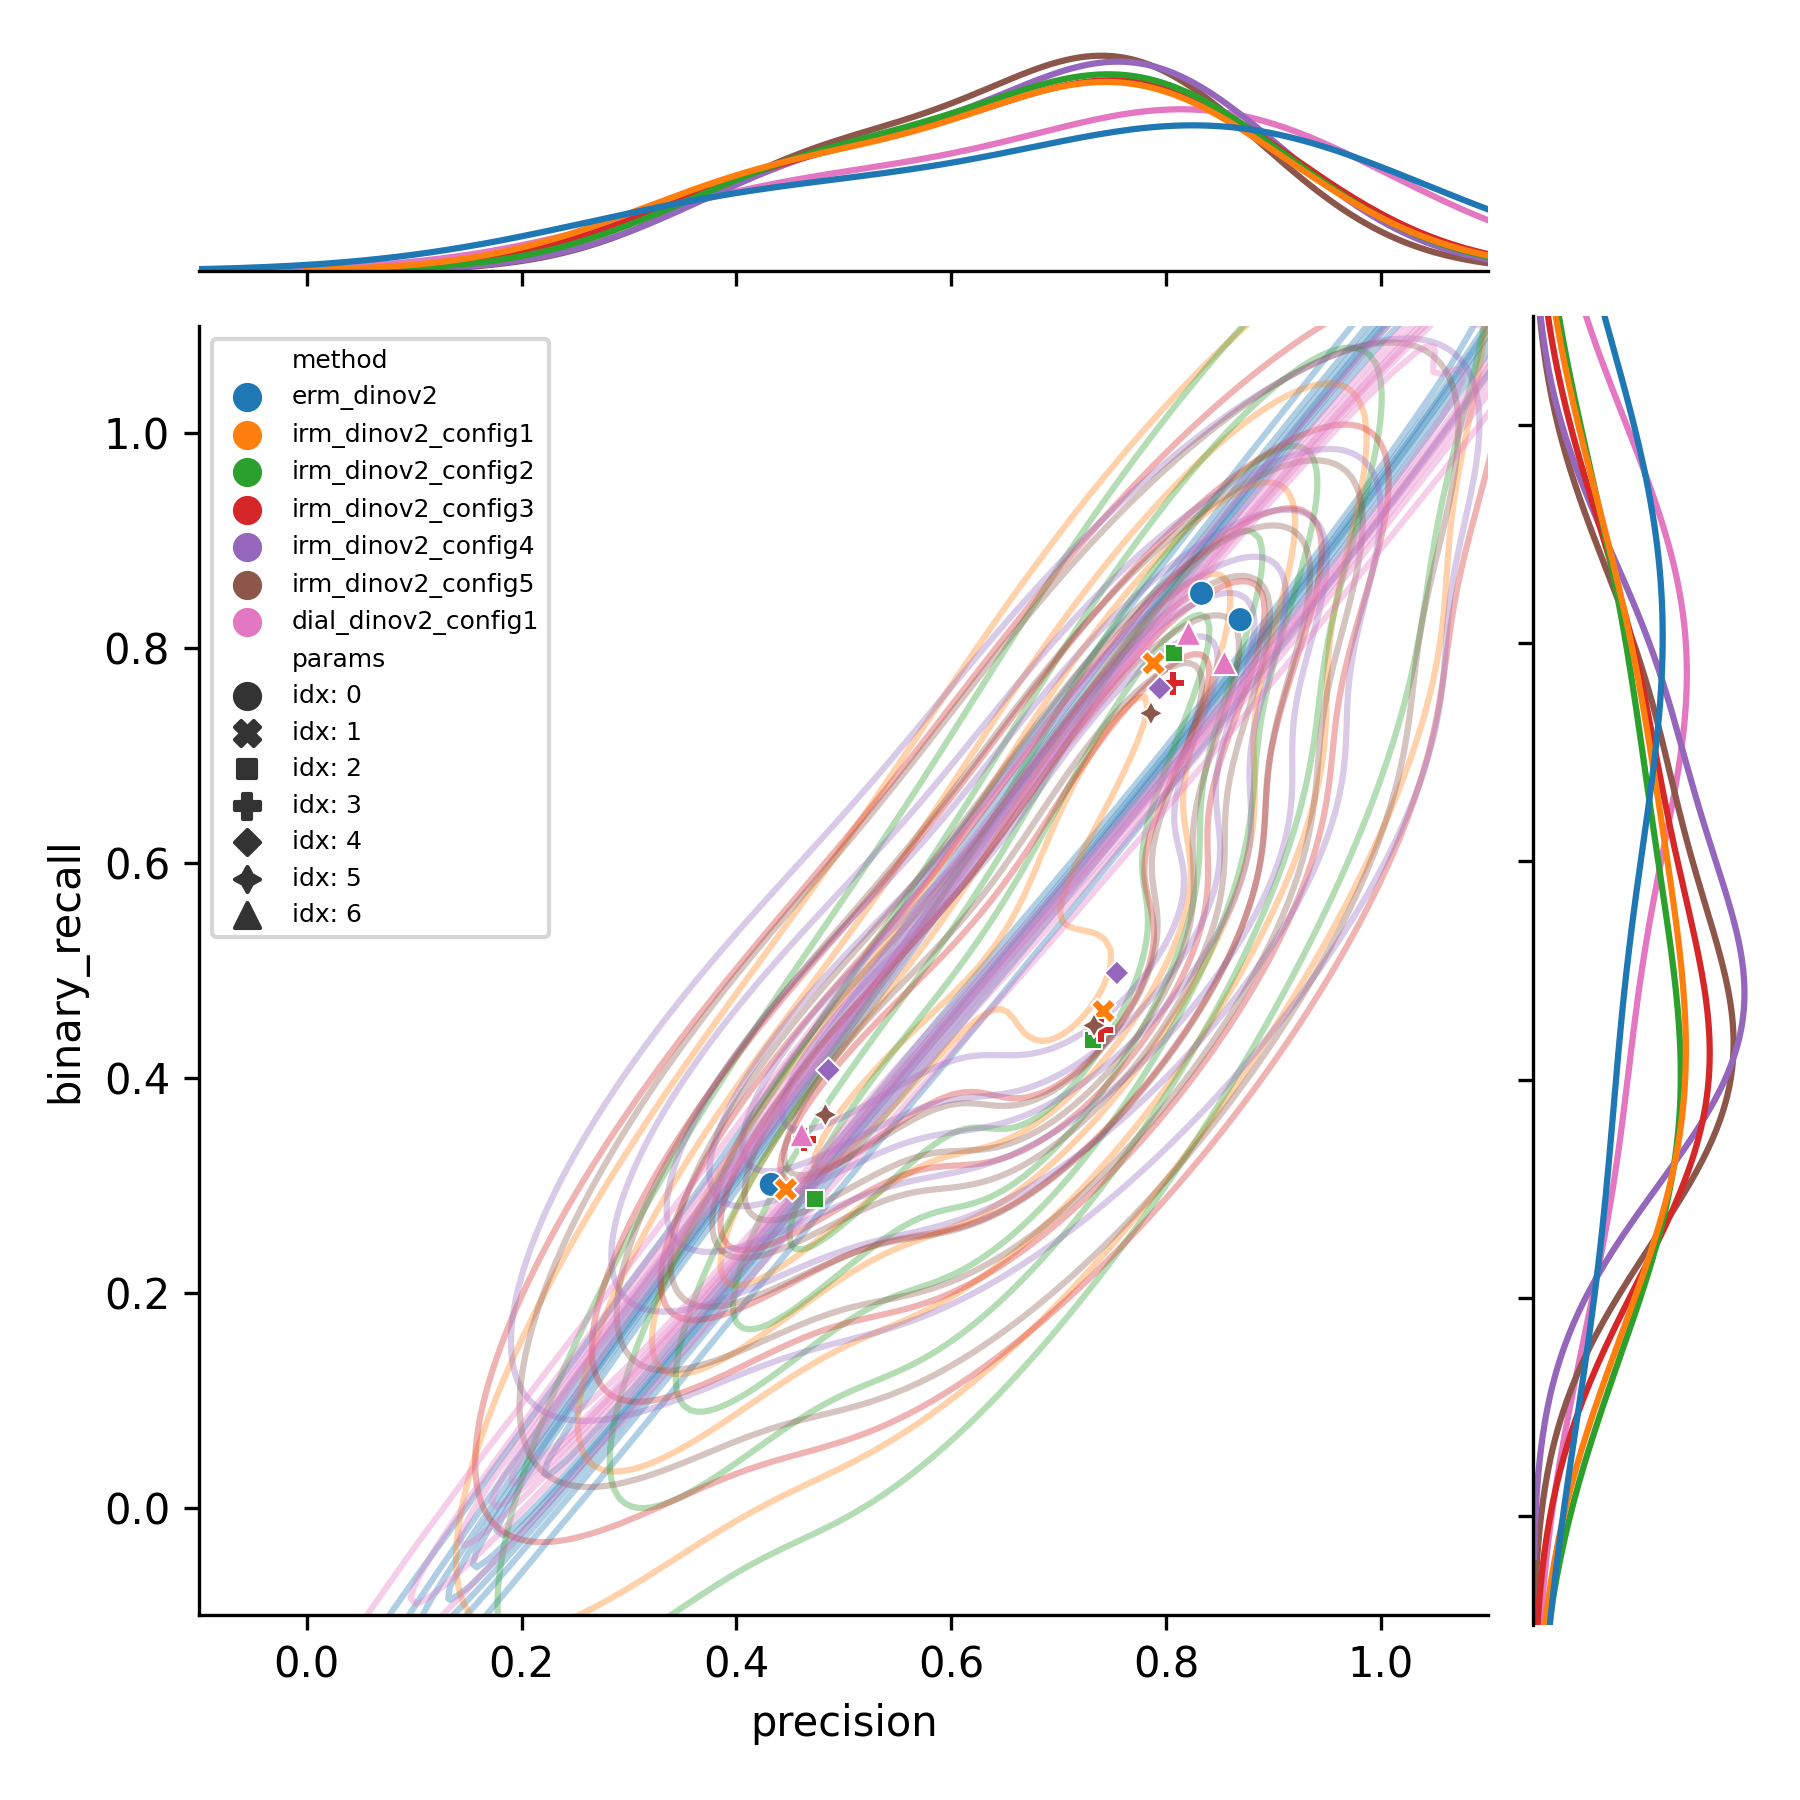 method
erm_dinov2
irm_dinov2_config1
irm_dinov2_config2
irm_dinov2_config3
irm_dinov2_config4
irm_dinov2_config5
dial_dinov2_config1
params
idx: 0
idx: 1
idx: 2
idx: 3
idx: 4
idx: 5
idx: 6
1.0
0.8
0.6
0.4
0.2
0.0
binary_recall
0.0 0.2 0.4 0.6 0.8 1.0
precision